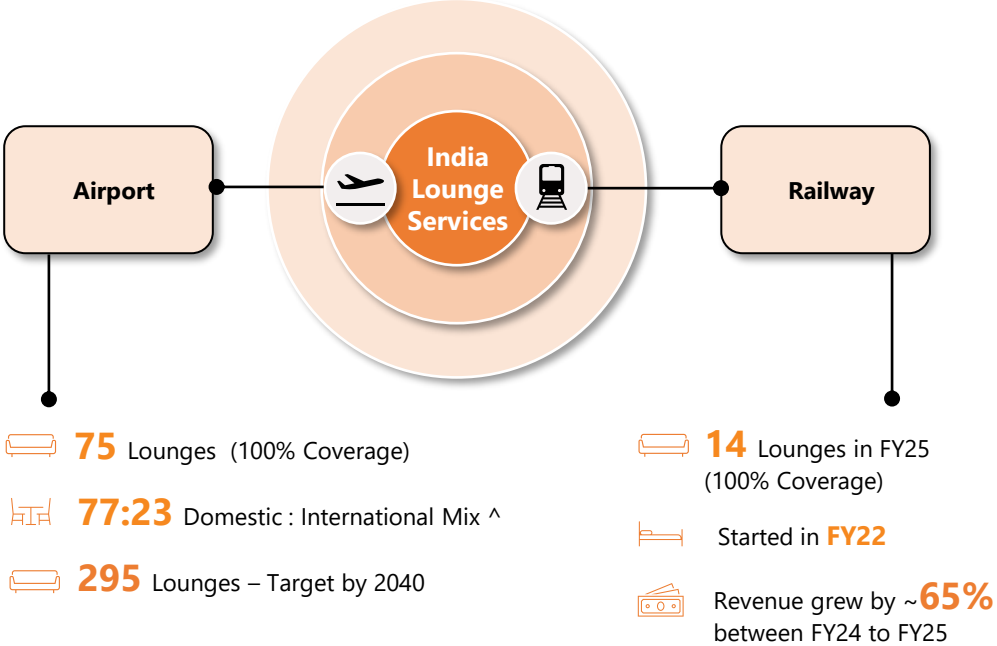 India
Lounge
Services
Airport
Railway
75 Lounges (100% Coverage)
77:23 Domestic : International Mix ^
295 Lounges – Target by 2040
14 Lounges in FY25
(100% Coverage)
Started in FY22
Revenue grew by ~65%
between FY24 to FY25